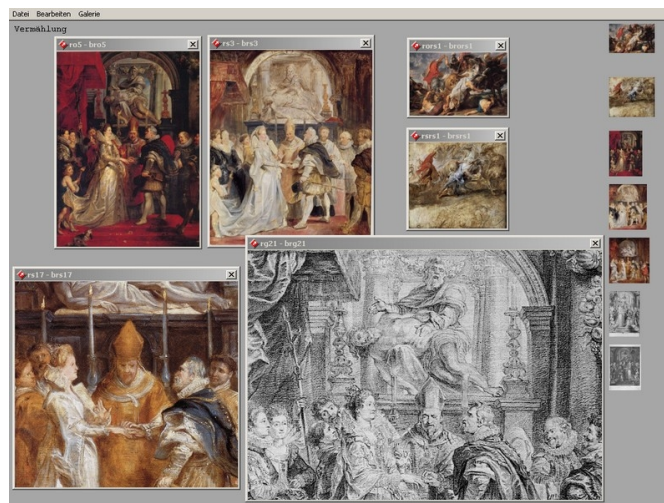 Datei Bearbeiten Galerie
Vermählung
ro5 - bro5
rs3 - brs3
rors1 - brors1
rsrs1 - brsrs1
rg21 - brg21
rs17 - brs17